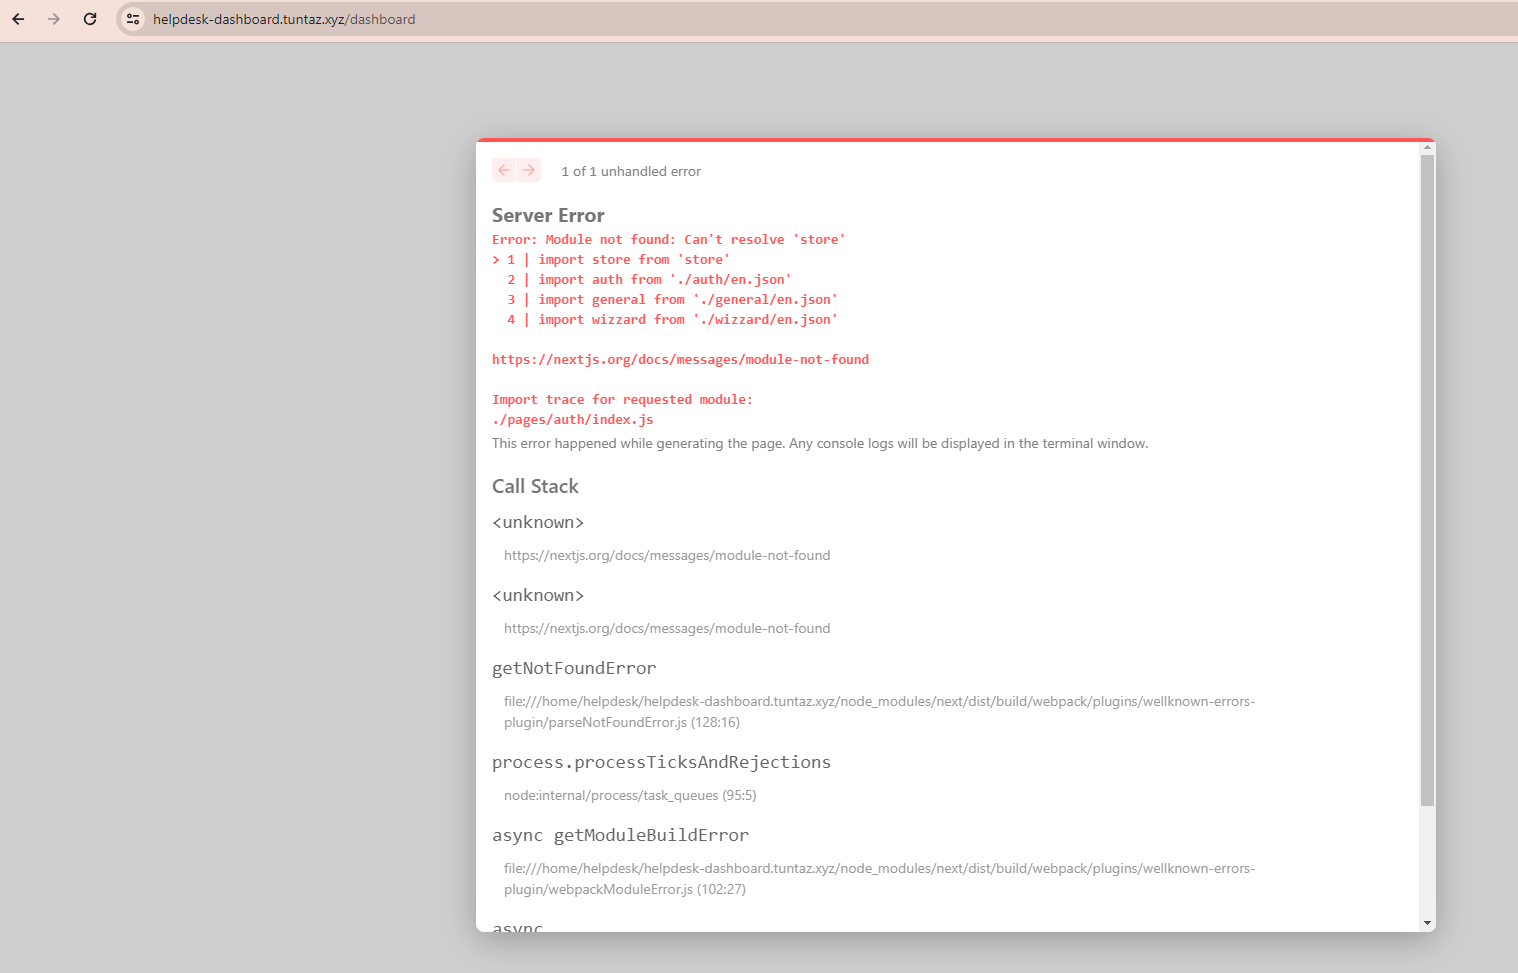 helpdesk-dashboard.tuntaz.xyz/dashboard
1 of 1 unhandled error
Server Error
Error: Module not found: Can't resolve 'store'
> 1 | import store from 'store'
2 | import auth from './auth/en.json'
3 | import general from './general/en.json'
4 | import wizzard from './wizzard/en.json'
https://nextjs.org/docs/messages/module-not-found
Import trace for requested module:
./pages/auth/index.js
This error happened while generating the page. Any console logs will be displayed in the terminal window.
Call Stack
<unknown>
https://nextjs.org/docs/messages/module-not-found
<unknown>
https://nextjs.org/docs/messages/module-not-found
getNotFoundError
file:///home/helpdesk/helpdesk-dashboard.tuntaz.xyz/node_modules/next/dist/build/webpack/plugins/wellknown-errors-
plugin/parseNotFoundError.js (128:16)
process.processTicksAndRejections
node:internal/process/task_queues (95:5)
async getModuleBuildError
file:///home/helpdesk/helpdesk-dashboard.tuntaz.xyz/node_modules/next/dist/build/webpack/plugins/wellknown-errors-
plugin/webpackModuleError.js (102:27)
async